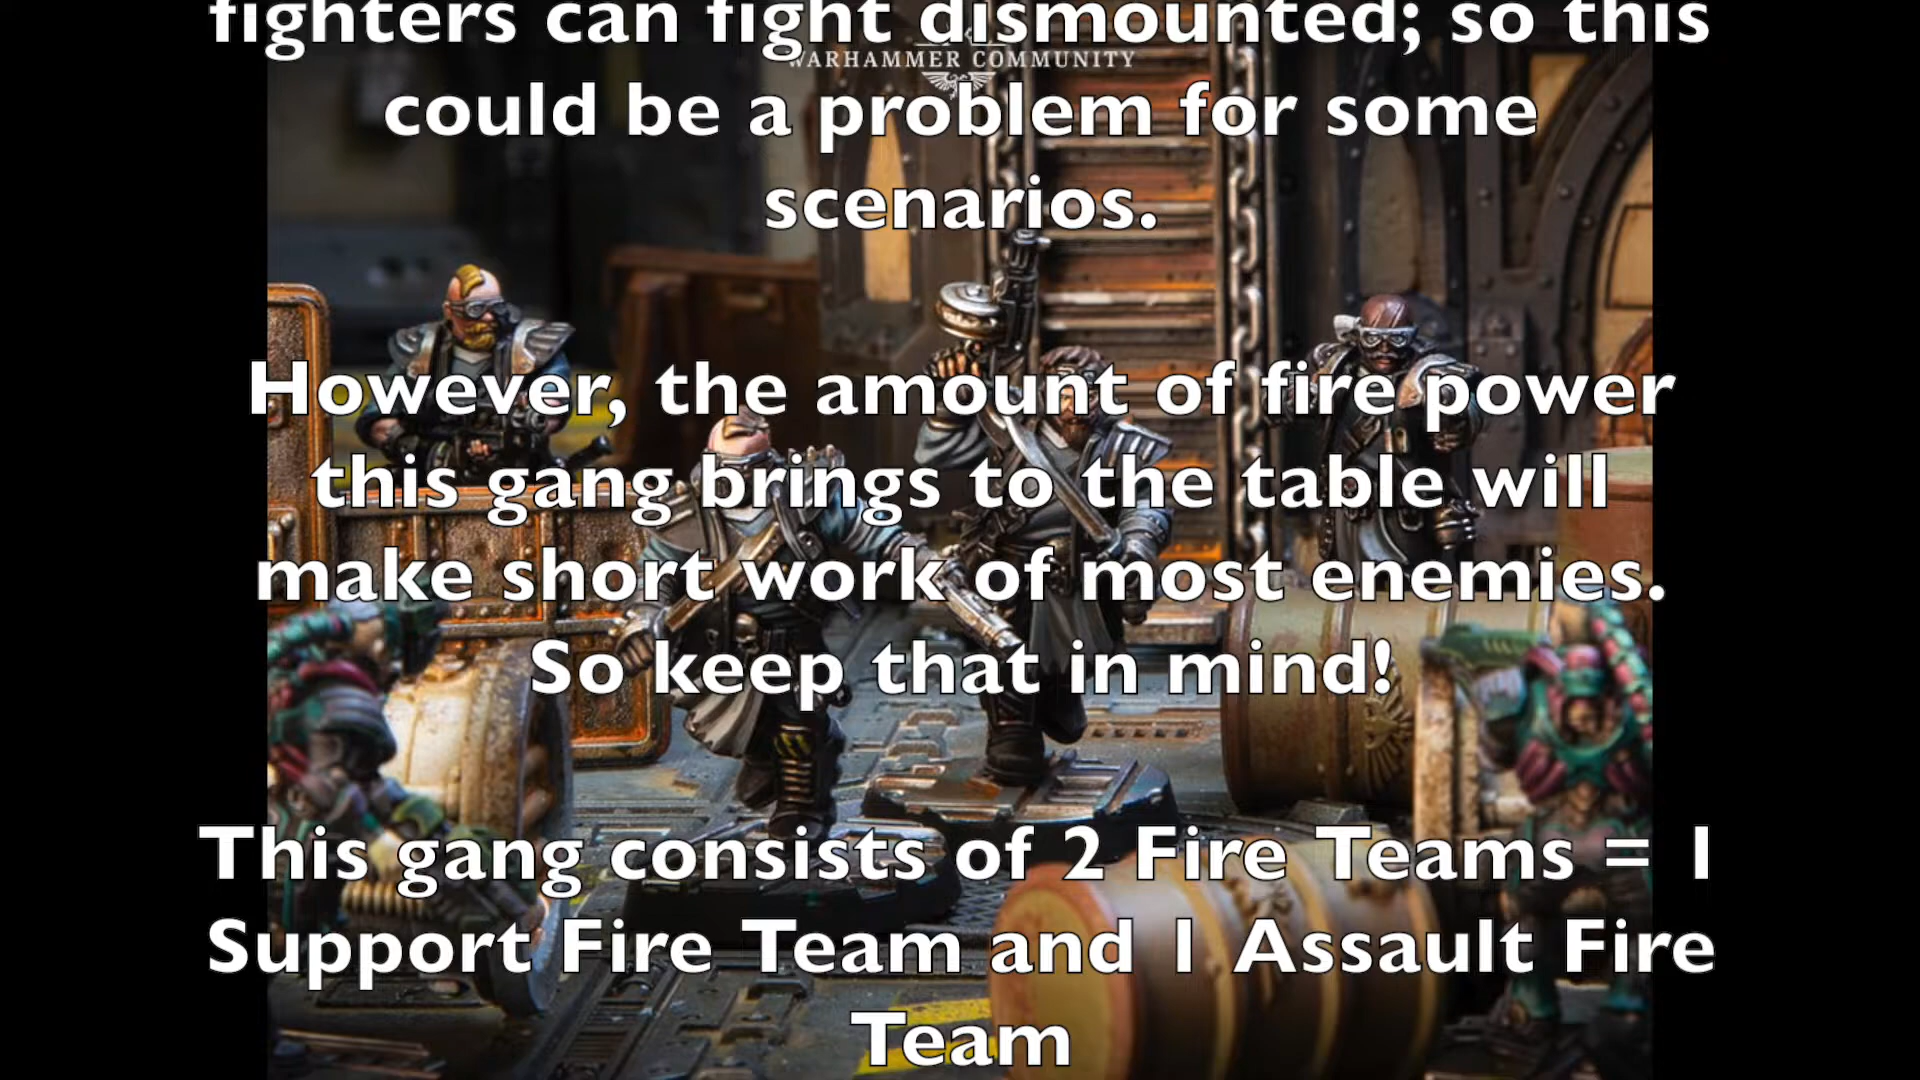 fighters can fight dismounted; so this
WARHAMMER COMMUNITY
could be a problem for some
scenarios.
However, the amount of fire power
this gang brings to the table will
make short work of most enemies.
So keep that in mind!
This gang consists of 2 Fire Teams = 1
Support Fire Team and 1 Assault Fire
Team